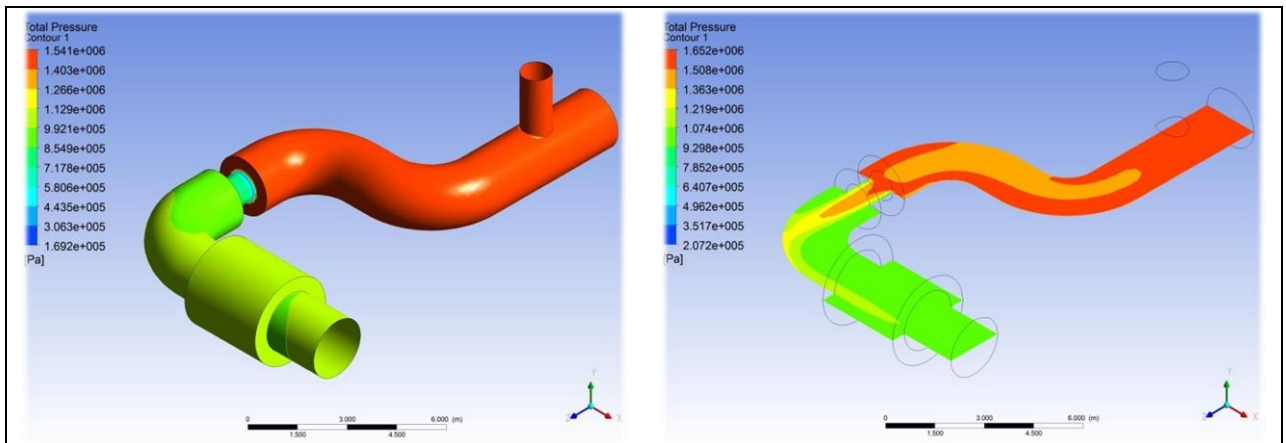 Total Pressure
Contour 1
1.541e+006
1.403e+006
1.266e+006
1.129e+006
9.921e+005
8.549e+005
7.178e+005
5.806e+005
4.435e+005
3.063e+005
1.692e+005
[Pa]
0 3.000 6.000 (m)
1.500 4.500
Y
Z X
Total Pressure
Contour 1
1.652e+006
1.508e+006
1.363e+006
1.219e+006
1.074e+006
9.298e+005
7.852e+005
6.407e+005
4.962e+005
3.517e+005
2.072e+005
[Pa]
0 3.000 6.000 (m)
1.500 4.500
Y
Z X